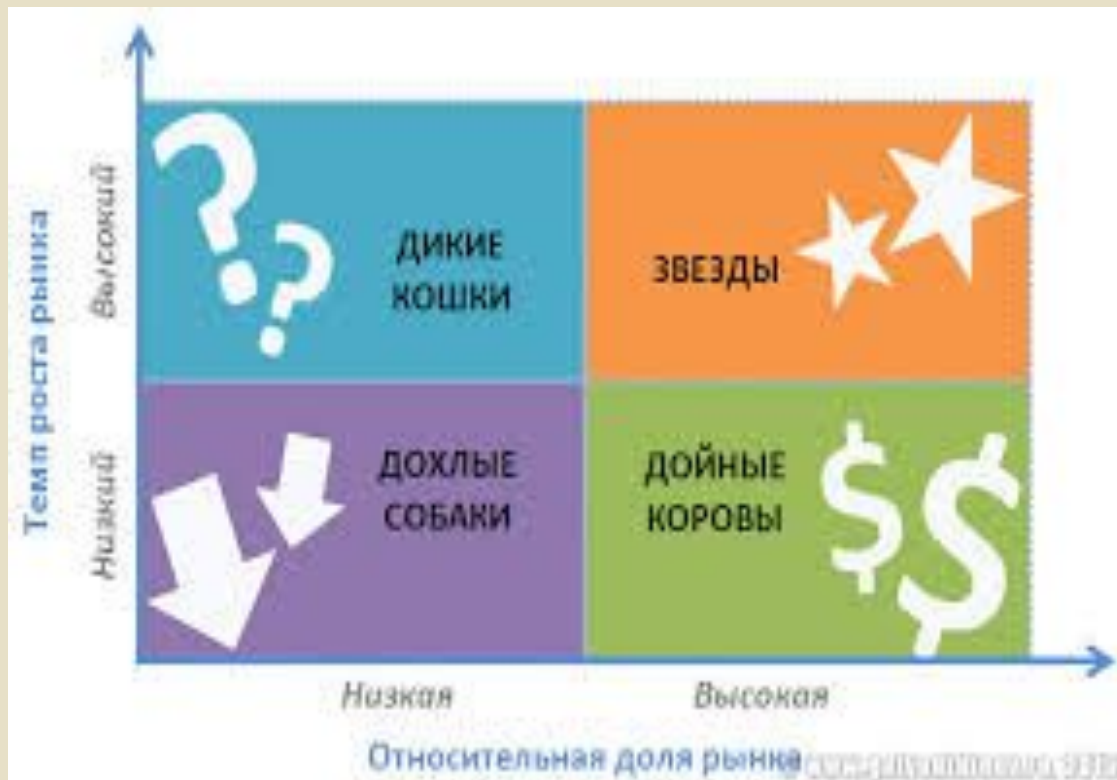 Темп роста рынка
Высокий
Низкий
ДИКИЕ
КОШКИ
ЗВЕЗДЫ
ДОХЛЫЕ
СОБАКИ
ДОЙНЫЕ
КОРОВЫ
$ $
Низкая
Высокая
Относительная доля рынка